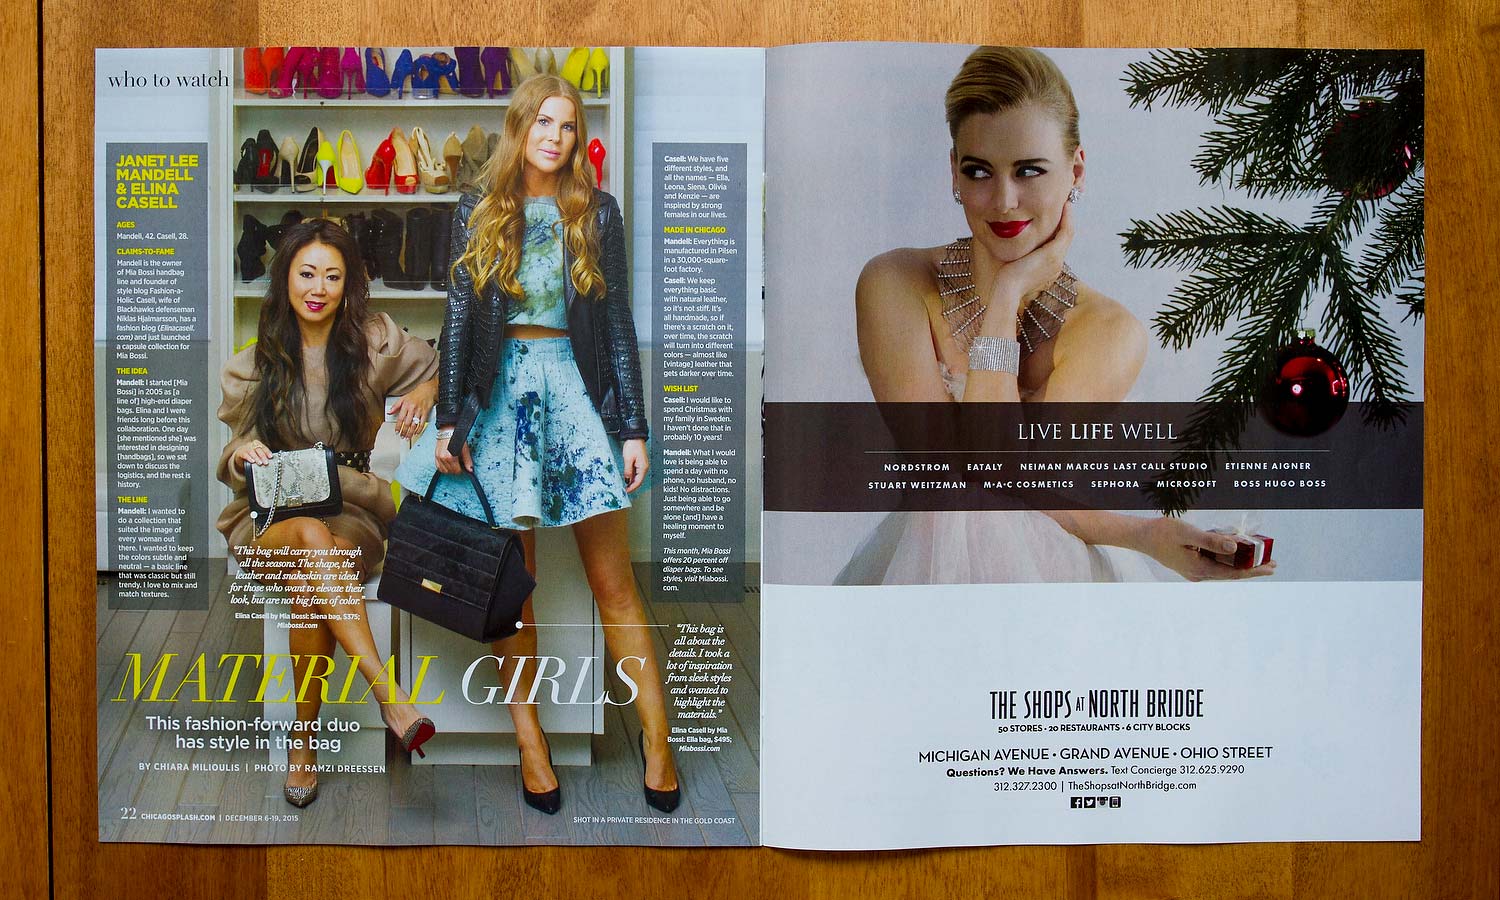 who to watch
JANET LEE
MANDELL
& ELINA
CASELL
AGES
Mandell, 42. Casell, 28.
CLAIMS-TO-FAME
Mandell is the owner
of Mia Bossi handbag
line and founder of
style blog Fashion-a-
Holic. Casell, wife of
Blackhawks defenseman
Niklas Hjalmarsson, has a
fashion blog (Elinacasell.
com) and just launched
a capsule collection for
Mia Bossi.
THE IDEA
Mandell: I started [Mia
Bossi] in 2005 as [a
line of] high-end diaper
bags. Elina and I were
friends long before this
collaboration. One day
[she mentioned she] was
interested in designing
[handbags], so we sat
down to discuss the
logistics, and the rest is
history.
THE LINE
Mandell: I wanted to
do a collection that
suited the image of
every woman out
there. I wanted to keep
the colors subtle and
neutral — a basic line
that was classic but still
trendy. I love to mix and
match textures.
"This bag will carry you through
all the seasons. The shape, the
leather and snakeskin are ideal
for those who want to elevate their
look, but are not big fans of color."
Elina Casell by Mia Bossi: Siena bag, $375;
Miabossi.com
Casell: We have five
different styles, and
all the names — Ella,
Leona, Siena, Olivia
and Kenzie — are
inspired by strong
females in our lives.
MADE IN CHICAGO
Mandell: Everything is
manufactured in Pilsen
in a 30,000-square-
foot factory.
Casell: We keep
everything basic
with natural leather,
so it's not stiff. It's
all handmade, so if
there's a scratch on it,
over time, the scratch
will turn into different
colors — almost like
[vintage] leather that
gets darker over time.
WISH LIST
Casell: I would like to
spend Christmas with
my family in Sweden.
I haven't done that in
probably 10 years!
Mandell: What I would
love is being able to
spend a day with no
phone, no husband, no
kids! No distractions.
Just being able to go
somewhere and be
alone [and] have a
healing moment to
myself.
This month, Mia Bossi
offers 20 percent off
diaper bags. To see
styles, visit Miabossi.
com.
"This bag is
all about the
details. I took a
lot of inspiration
from sleek styles
and wanted to
highlight the
materials."
Elina Casell by Mia
Bossi: Ella bag, $495;
Miabossi.com
MATERIAL GIRLS
This fashion-forward duo
has style in the bag
BY CHIARA MILIOULIS | PHOTO BY RAMZI DREESSEN
22 CHICAGOSPLASH.COM | DECEMBER 6-19, 2015
SHOT IN A PRIVATE RESIDENCE IN THE GOLD COAST
LIVE LIFE WELL
NORDSTROM EATALY NEIMAN MARCUS LAST CALL STUDIO ETIENNE AIGNER
STUART WEITZMAN M·A·C COSMETICS SEPHORA MICROSOFT BOSS HUGO BOSS
THE SHOPS AT NORTH BRIDGE
50 STORES • 20 RESTAURANTS • 6 CITY BLOCKS
MICHIGAN AVENUE • GRAND AVENUE • OHIO STREET
Questions? We Have Answers. Text Concierge 312.625.9290
312.327.2300 | TheShopsatNorthBridge.com